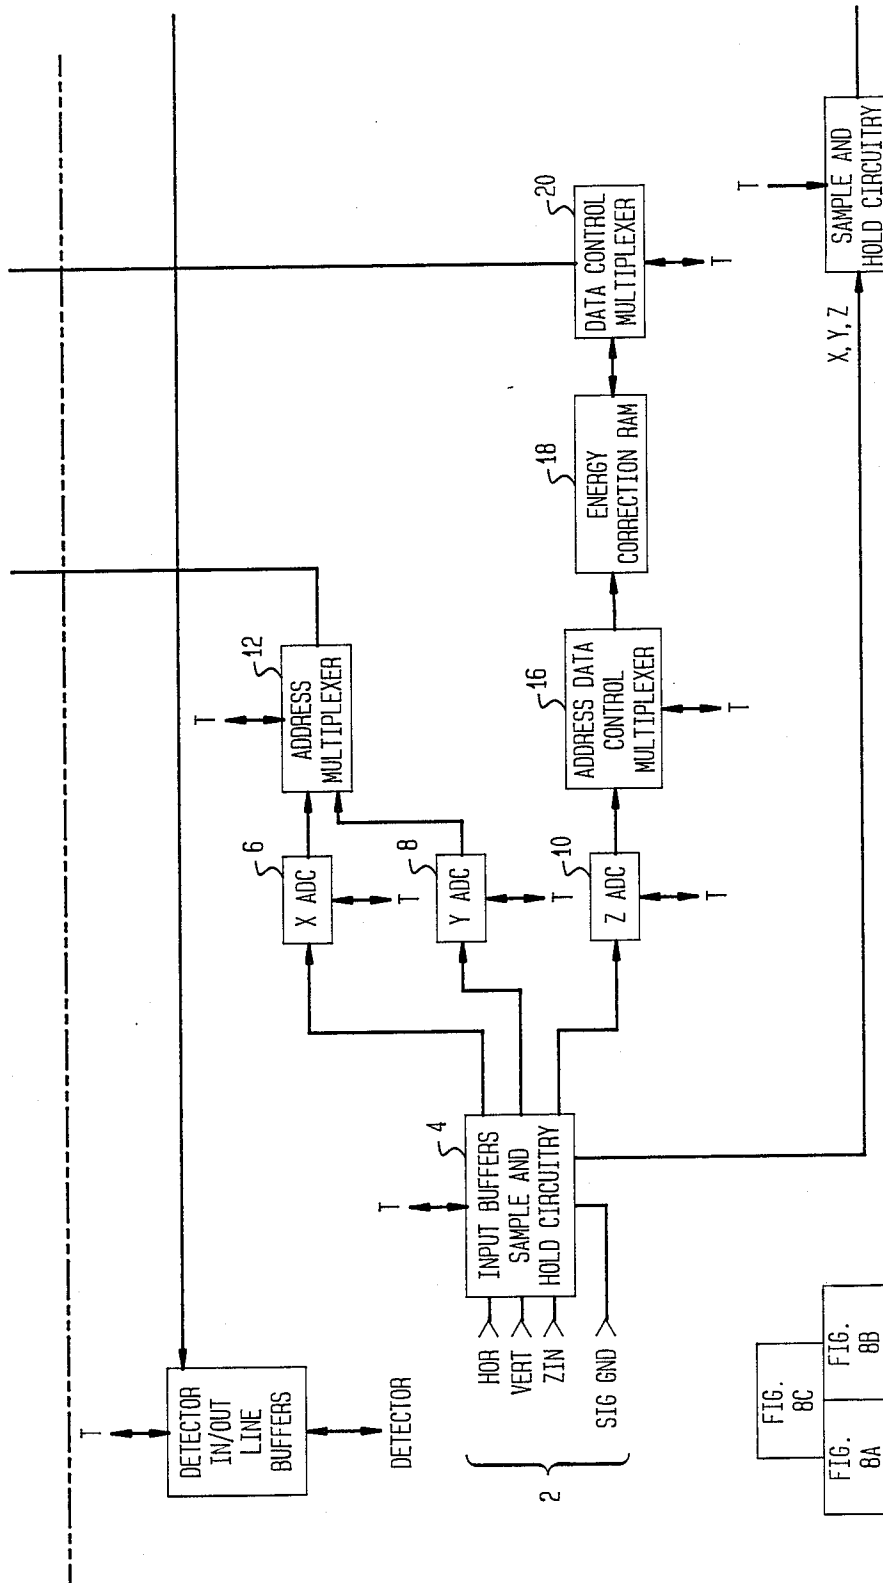 T
DETECTOR
IN/OUT
LINE
BUFFERS
DETECTOR
2
HOR
VERT
ZIN
SIG GND
T
4
INPUT BUFFERS
SAMPLE AND
HOLD CIRCUITRY
6
X ADC
T
8
Y ADC
T
10
Z ADC
T
T
12
ADDRESS
MULTIPLEXER
16
ADDRESS DATA
CONTROL
MULTIPLEXER
T
18
ENERGY
CORRECTION RAM
20
DATA CONTROL
MULTIPLEXER
T
X, Y, Z
T
SAMPLE AND
HOLD CIRCUITRY
FIG.
8C
FIG.
8A
FIG.
8B